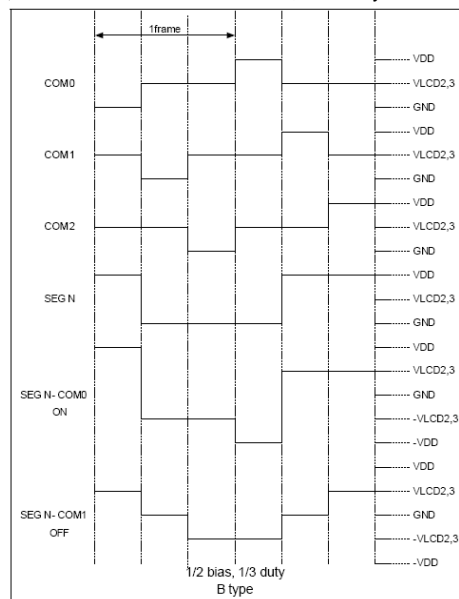 1frame
VDD
COM0
VLCD2,3
GND
VDD
COM1
VLCD2,3
GND
VDD
COM2
VLCD2,3
GND
VDD
SEG N
VLCD2,3
GND
VDD
VLCD2,3
SEG N- COM0
ON
GND
-VLCD2,3
-VDD
VDD
VLCD2,3
SEG N- COM1
OFF
GND
-VLCD2,3
-VDD
1/2 bias, 1/3 duty
B type